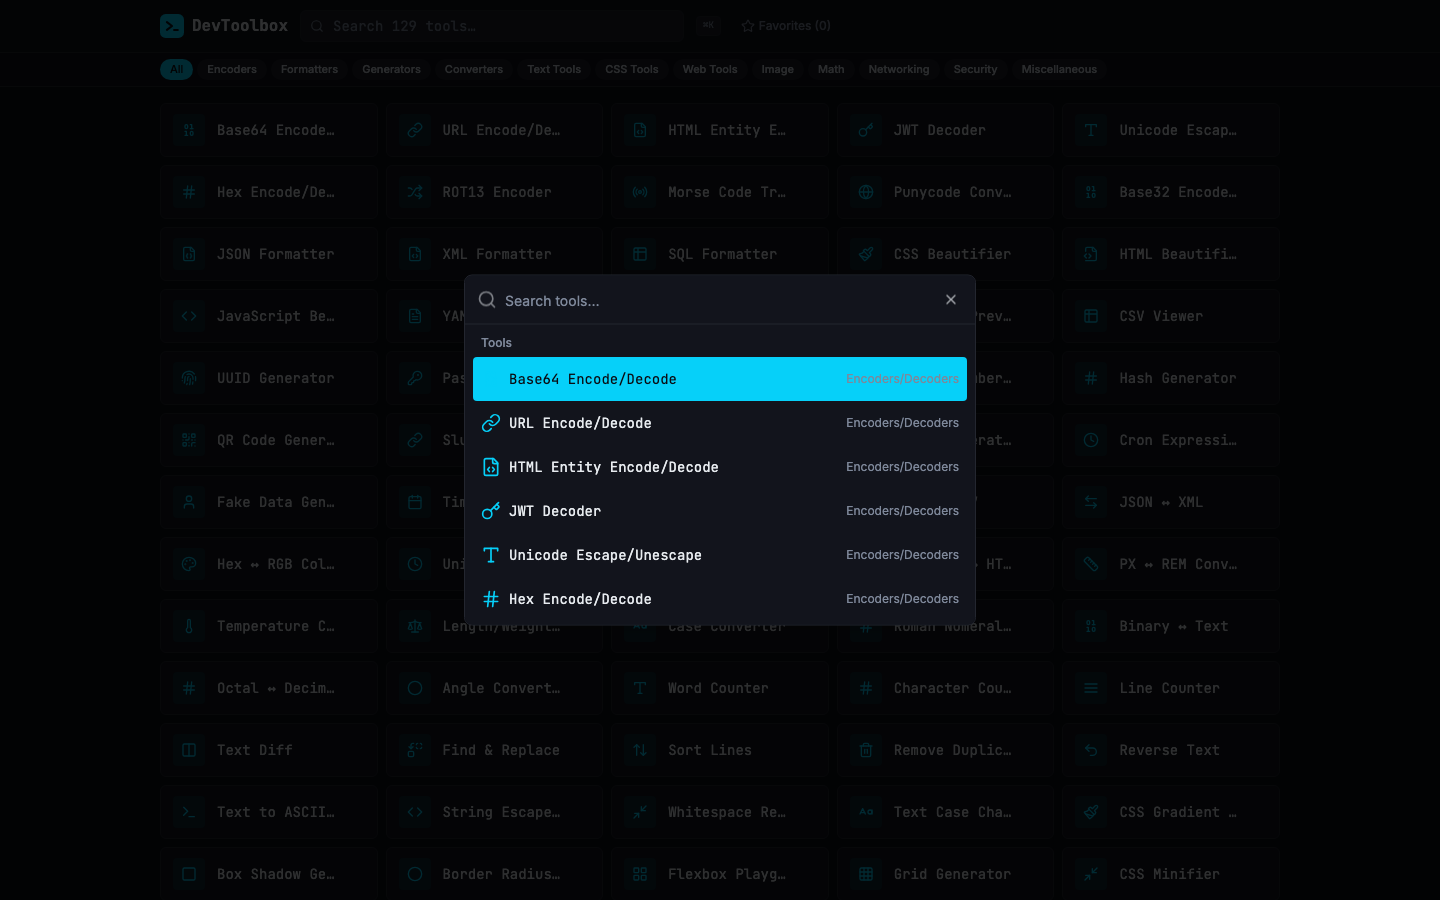 DevToolbox
Search 129 tools…
⌘K
Favorites (0)
All
Encoders
Formatters
Generators
Converters
Text Tools
CSS Tools
Web Tools
Image
Math
Networking
Security
Miscellaneous
Base64 Encode…
URL Encode/De…
HTML Entity E…
JWT Decoder
Unicode Escap…
Hex Encode/De…
ROT13 Encoder
Morse Code Tr…
Punycode Conv…
Base32 Encode…
JSON Formatter
XML Formatter
SQL Formatter
CSS Beautifier
HTML Beautifi…
JavaScript Be…
CSV Viewer
UUID Generator
Hash Generator
QR Code Gener…
Cron Expressi…
Fake Data Gen…
JSON ↔ XML
Hex ↔ RGB Col…
PX ↔ REM Conv…
Search tools...
Tools
Base64 Encode/Decode
Encoders/Decoders
URL Encode/Decode
Encoders/Decoders
HTML Entity Encode/Decode
Encoders/Decoders
JWT Decoder
Encoders/Decoders
Unicode Escape/Unescape
Encoders/Decoders
Hex Encode/Decode
Encoders/Decoders
Temperature C…
Length/Weight…
Case Converter
Roman Numeral…
Binary ↔ Text
Octal ↔ Decim…
Angle Convert…
Word Counter
Character Cou…
Line Counter
Text Diff
Find & Replace
Sort Lines
Remove Duplic…
Reverse Text
Text to ASCII…
String Escape…
Whitespace Re…
Text Case Cha…
CSS Gradient …
Box Shadow Ge…
Border Radius…
Flexbox Playg…
Grid Generator
CSS Minifier